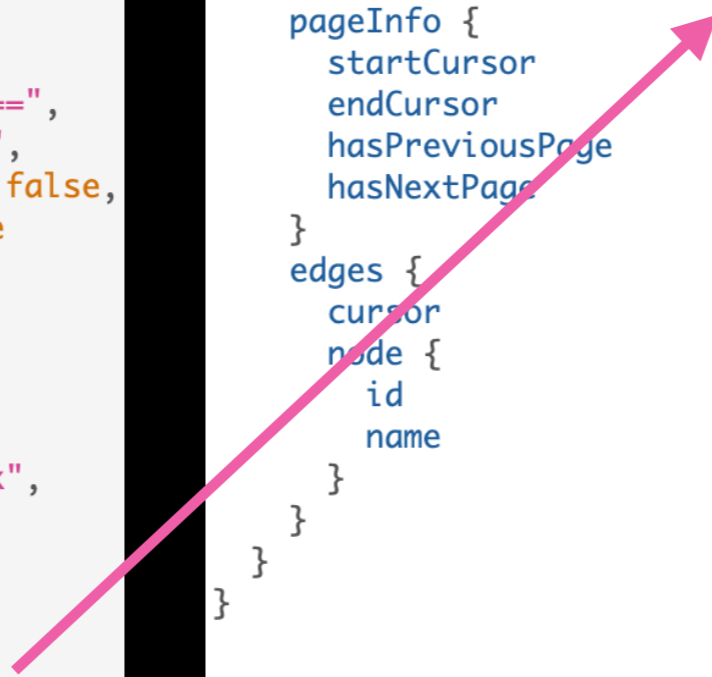 ==",
",
false,
e
",
pageInfo {
startCursor
endCursor
hasPreviousPage
hasNextPage
}
edges {
cursor
node {
id
name
}
}
}
}